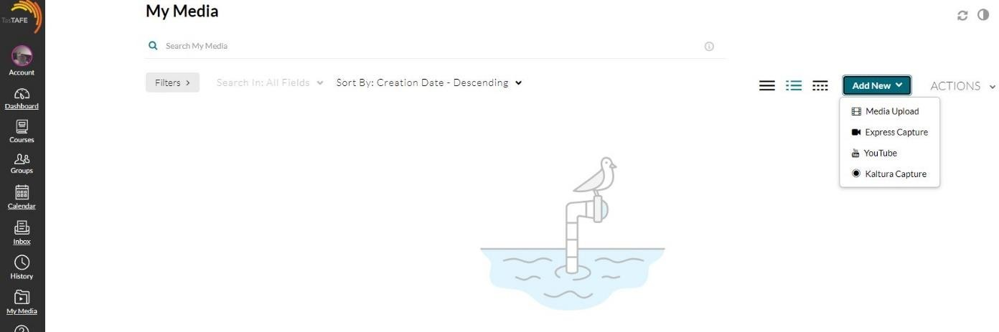 TasTAFE
Account
Dashboard
Courses
Groups
Calendar
Inbox
History
My Media
My Media
Search My Media
Filters
Search In: All Fields
Sort By: Creation Date - Descending
Add New
ACTIONS
Media Upload
Express Capture
YouTube
Kaltura Capture